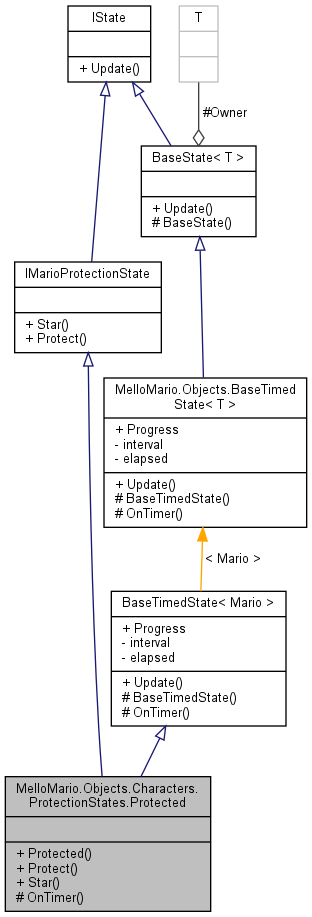 IState
+ Update()
T
#Owner
BaseState< T >
+ Update()
# BaseState()
IMarioProtectionState
+ Star()
+ Protect()
MelloMario.Objects.BaseTimed
State< T >
+ Progress
- interval
- elapsed
+ Update()
# BaseTimedState()
# OnTimer()
< Mario >
BaseTimedState< Mario >
+ Progress
- interval
- elapsed
+ Update()
# BaseTimedState()
# OnTimer()
MelloMario.Objects.Characters.
ProtectionStates.Protected
+ Protected()
+ Protect()
+ Star()
# OnTimer()